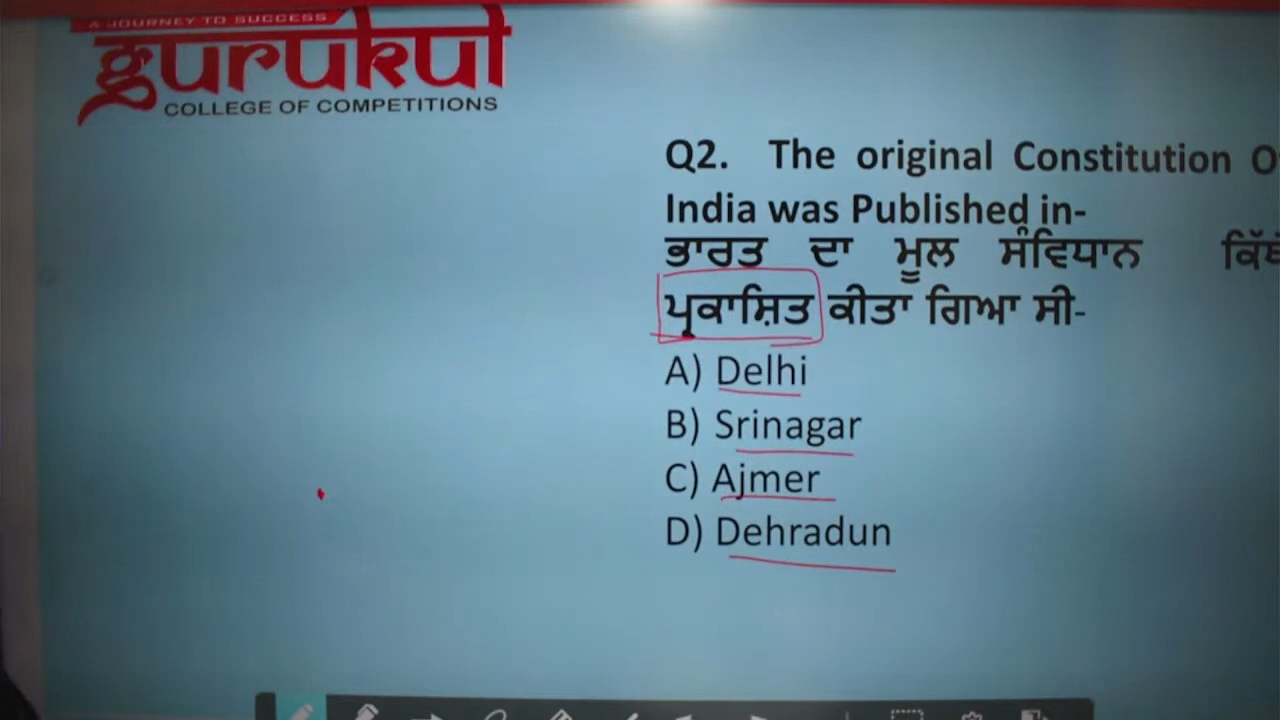 A JOURNEY TO SUCCESS
gurukul
COLLEGE OF COMPETITIONS
Q2. The original Constitution
India was Published in-
ਭਾਰਤ ਦਾ ਮੂਲ ਸੰਵਿਧਾਨ
ਪ੍ਰਕਾਸ਼ਿਤ ਕੀਤਾ ਗਿਆ ਸੀ-
A) Delhi
B) Srinagar
C) Ajmer
D) Dehradun